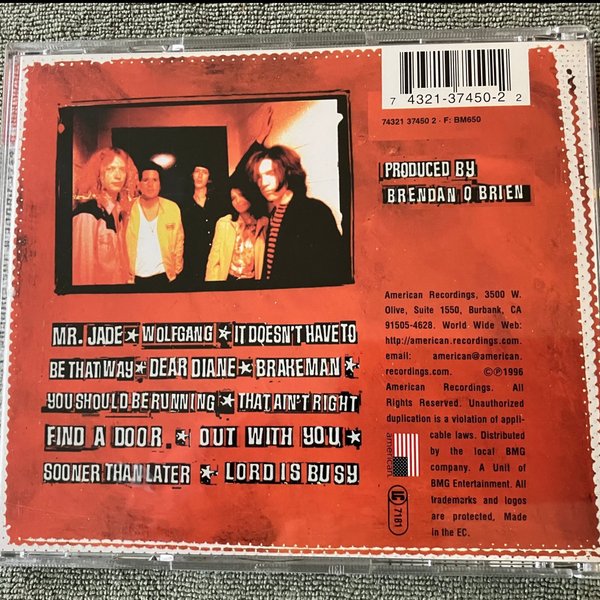 7 4321-37450-2 2
74321 37450 2 · F: BM650
PRODUCED BY
BRENDAN O'BRIEN
MR. JADE ★ WOLFGANG ★ IT DOESN'T HAVE TO
BE THAT WAY ★ DEAR DIANE ★ BRAKEMAN ★
YOU SHOULD BE RUNNING ★ THAT AIN'T RIGHT
FIND A DOOR. ★ OUT WITH YOU ★
SOONER THAN LATER ★ LORD IS BUSY
American Recordings, 3500 W.
Olive, Suite 1550, Burbank, CA
91505-4628. World Wide Web:
http://american.recordings.com.
email: american@american.
recordings.com. ©℗1996
American Recordings. All
Rights Reserved. Unauthorized
duplication is a violation of appli-
cable laws. Distributed
by the local BMG
company. A Unit of
BMG Entertainment. All
trademarks and logos
are protected, Made
in the EC.
american
LC
7181